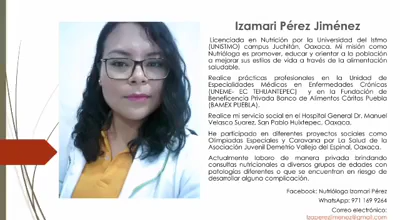 Izamari Pérez Jiménez
Licenciada en Nutrición por la Universidad del Istmo
(UNISTMO) campus Juchitán, Oaxaca. Mi misión como
Nutrióloga es promover, educar y orientar a la población
a mejorar sus estilos de vida a través de la alimentación
saludable.
Realice prácticas profesionales en la Unidad de
Especialidades Médicas en Enfermedades Crónicas
(UNEME- EC TEHUANTEPEC) y en la Fundación de
Beneficencia Privada Banco de Alimentos Cáritas Puebla
(BAMEX PUEBLA).
Realice mi servicio social en el Hospital General Dr. Manuel
Velasco Suarez, San Pablo Huixtepec, Oaxaca.
He participado en diferentes proyectos sociales como
Olimpiadas Especiales y Caravana por La Salud de la
Asociación Juvenil Demetrio Vallejo del Espinal, Oaxaca.
Actualmente laboro de manera privada brindando
consultas nutricionales a diversos grupos de edades con
patologías diferentes o que se encuentran en riesgo de
desarrollar alguna complicación.
Facebook: Nutrióloga Izamari Pérez
WhatsApp: 971 169 9264
Correo electrónico: